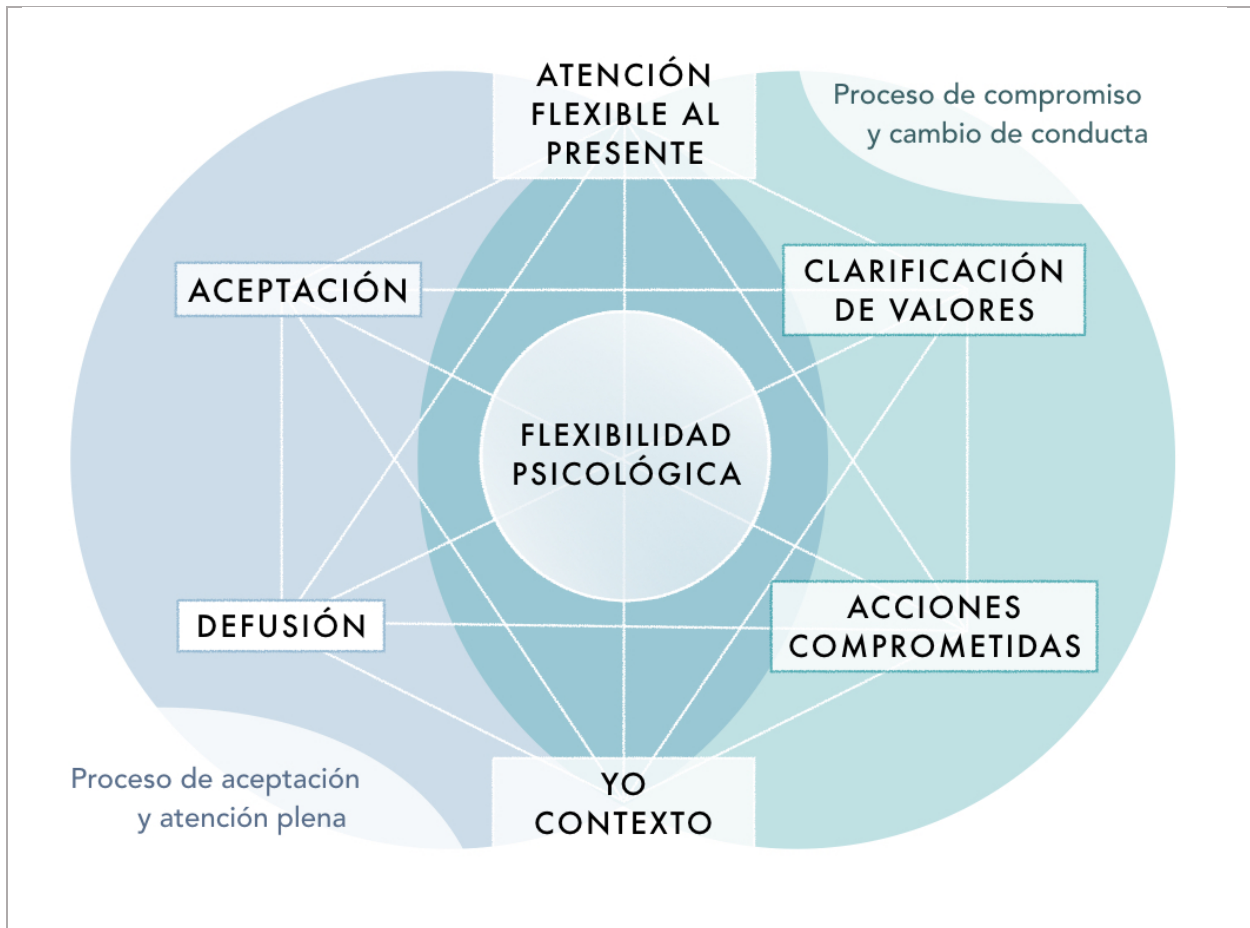 ATENCIÓN
FLEXIBLE AL
PRESENTE
Proceso de compromiso
y cambio de conducta
ACEPTACIÓN
CLARIFICACIÓN
DE VALORES
FLEXIBILIDAD
PSICOLÓGICA
DEFUSIÓN
ACCIONES
COMPROMETIDAS
Proceso de aceptación
y atención plena
YO
CONTEXTO